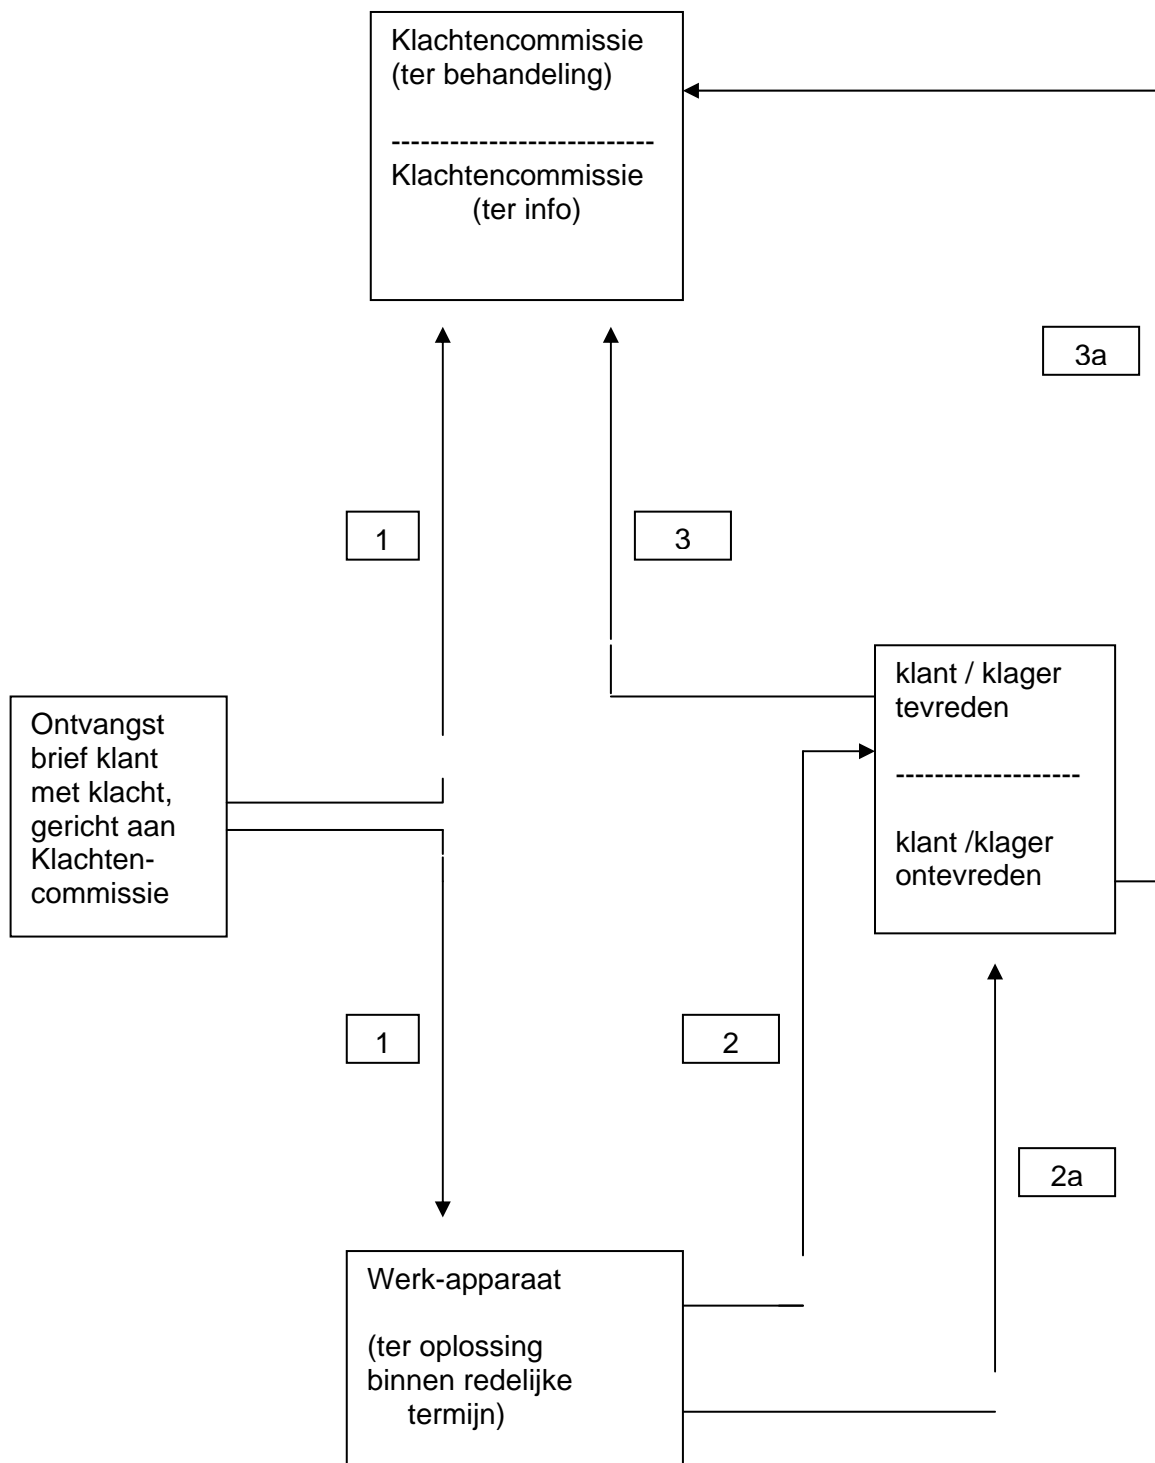 Klachtencommissie
(ter behandeling)
---------------------------
Klachtencommissie
(ter info)
3a
1
3
klant / klager
tevreden
-------------------
klant /klager
ontevreden
Ontvangst
brief klant
met klacht,
gericht aan
Klachten-
commissie
1
2
2a
Werk-apparaat
(ter oplossing
binnen redelijke
termijn)